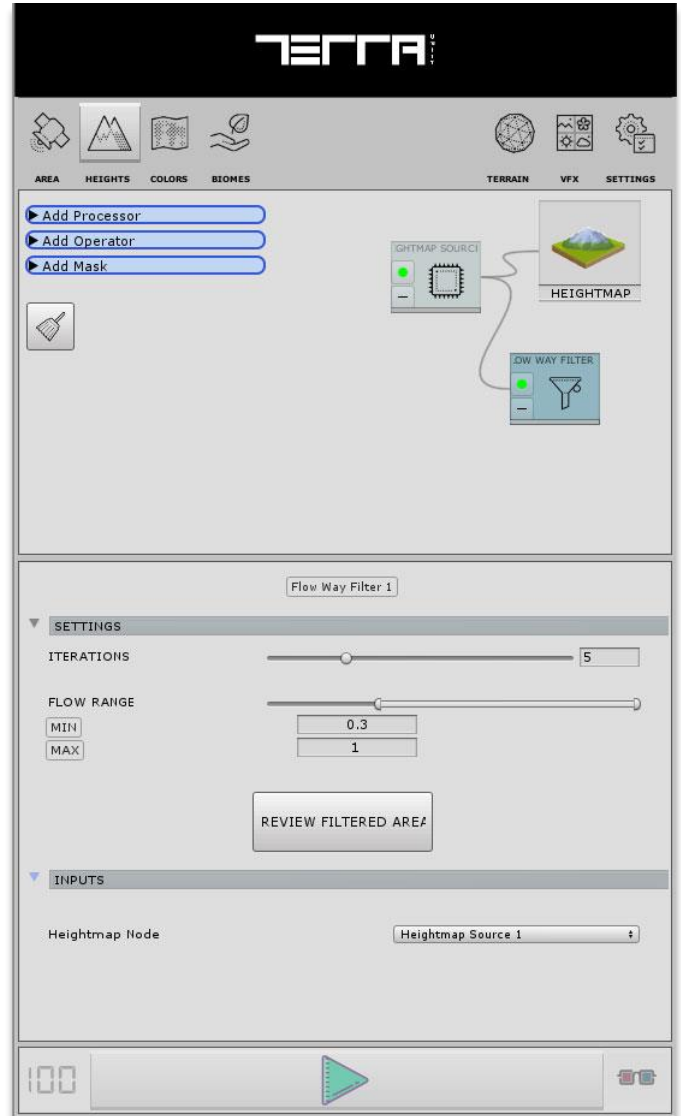 TERRA
UNITY
AREA HEIGHTS COLORS BIOMES TERRAIN VFX SETTINGS
Add Processor
Add Operator
Add Mask
GHTMAP SOURCI
HEIGHTMAP
OW WAY FILTER
Flow Way Filter 1
SETTINGS
ITERATIONS 5
FLOW RANGE
MIN 0.3
MAX 1
REVIEW FILTERED AREA
INPUTS
Heightmap Node Heightmap Source 1
100